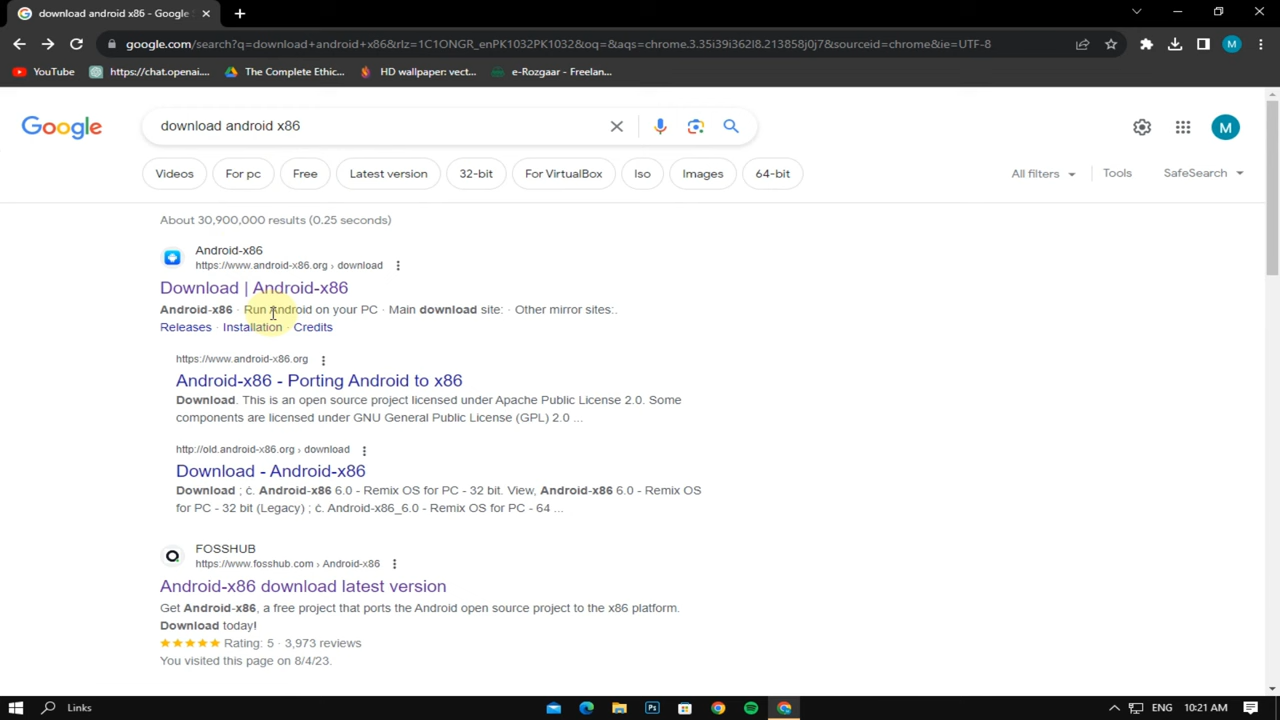 download android x86 - Google
google.com/search?q=download+android+x86&rlz=1C1ONGR_enPK1032PK1032&oq=&aqs=chrome.3.35i39i362l8.213858j0j7&sourceid=chrome&ie=UTF-8
M
YouTube
https://chat.openai....
The Complete Ethic...
HD wallpaper: vect...
e-Rozgaar - Freelan...
Google
download android x86
M
Videos
For pc
Free
Latest version
32-bit
For VirtualBox
Iso
Images
64-bit
All filters
Tools
SafeSearch
About 30,900,000 results (0.25 seconds)
Android-x86
https://www.android-x86.org › download
Download | Android-x86
Android-x86 · Run Android on your PC · Main download site: · Other mirror sites:.
Releases · Installation · Credits
https://www.android-x86.org
Android-x86 - Porting Android to x86
Download. This is an open source project licensed under Apache Public License 2.0. Some
components are licensed under GNU General Public License (GPL) 2.0 ...
http://old.android-x86.org › download
Download - Android-x86
Download ; ċ. Android-x86 6.0 - Remix OS for PC - 32 bit. View, Android-x86 6.0 - Remix OS
for PC - 32 bit (Legacy) ; ċ. Android-x86_6.0 - Remix OS for PC - 64 ...
FOSSHUB
https://www.fosshub.com › Android-x86
Android-x86 download latest version
Get Android-x86, a free project that ports the Android open source project to the x86 platform.
Download today!
Rating: 5 · 3,973 reviews
You visited this page on 8/4/23.
Links
Ps
ENG
10:21 AM